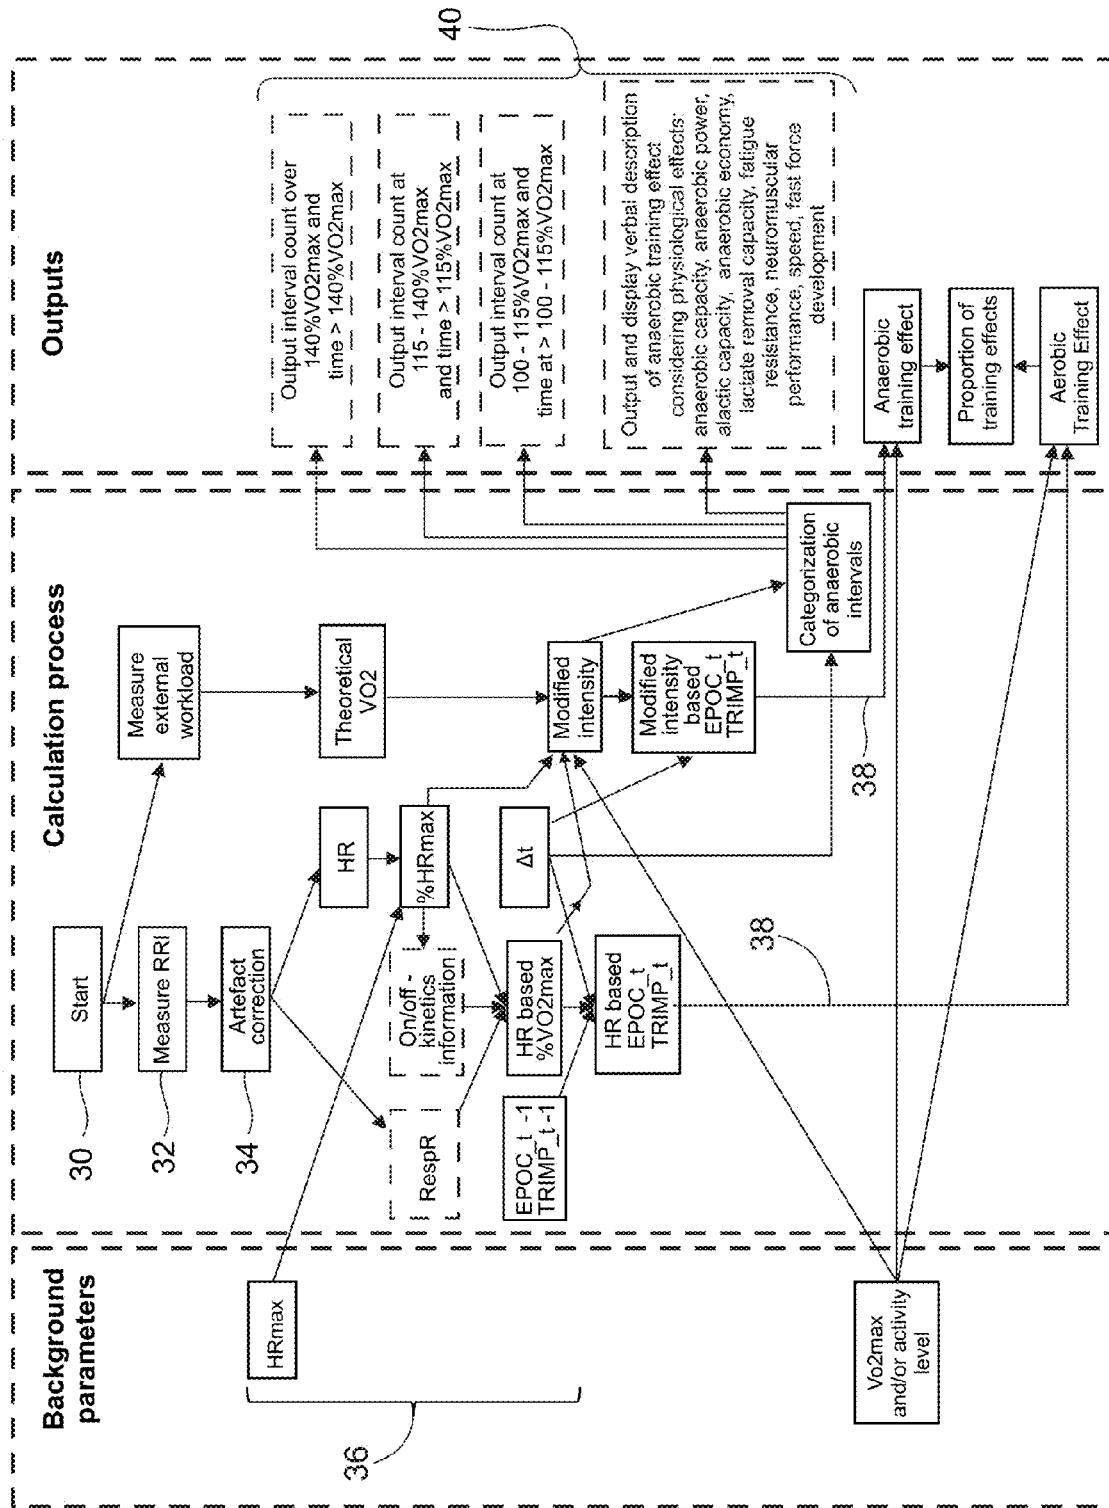 Background
parameters
HRmax
36
Vo2max
and/or activity
level
Calculation process
30
Start
32
Measure RRI
34
Artefact
correction
Measure
external
workload
HR
Theoretical
VO2
RespR
On/off -
kinetics
information
%HRmax
EPOC_t -1
TRIMP_t -1
HR based
%VO2max
Δt
Modified
intensity
HR based
EPOC_t
TRIMP_t
Modified
intensity
based
EPOC_t
TRIMP_t
38
38
Categorization
of anaerobic
intervals
Outputs
40
Output interval count over
140%VO2max and
time > 140%VO2max
Output interval count at
115 - 140%VO2max
and time > 115%VO2max
Output interval count at
100 - 115%VO2max and
time at > 100 - 115%VO2max
Output and display verbal description
of anaerobic training effect
considering physiological effects:
anaerobic capacity, anaerobic power,
alactic capacity, anaerobic economy,
lactate removal capacity, fatigue
resistance, neuromuscular
performance, speed, fast force
development
Anaerobic
training effect
Proportion of
training effects
Aerobic
Training Effect